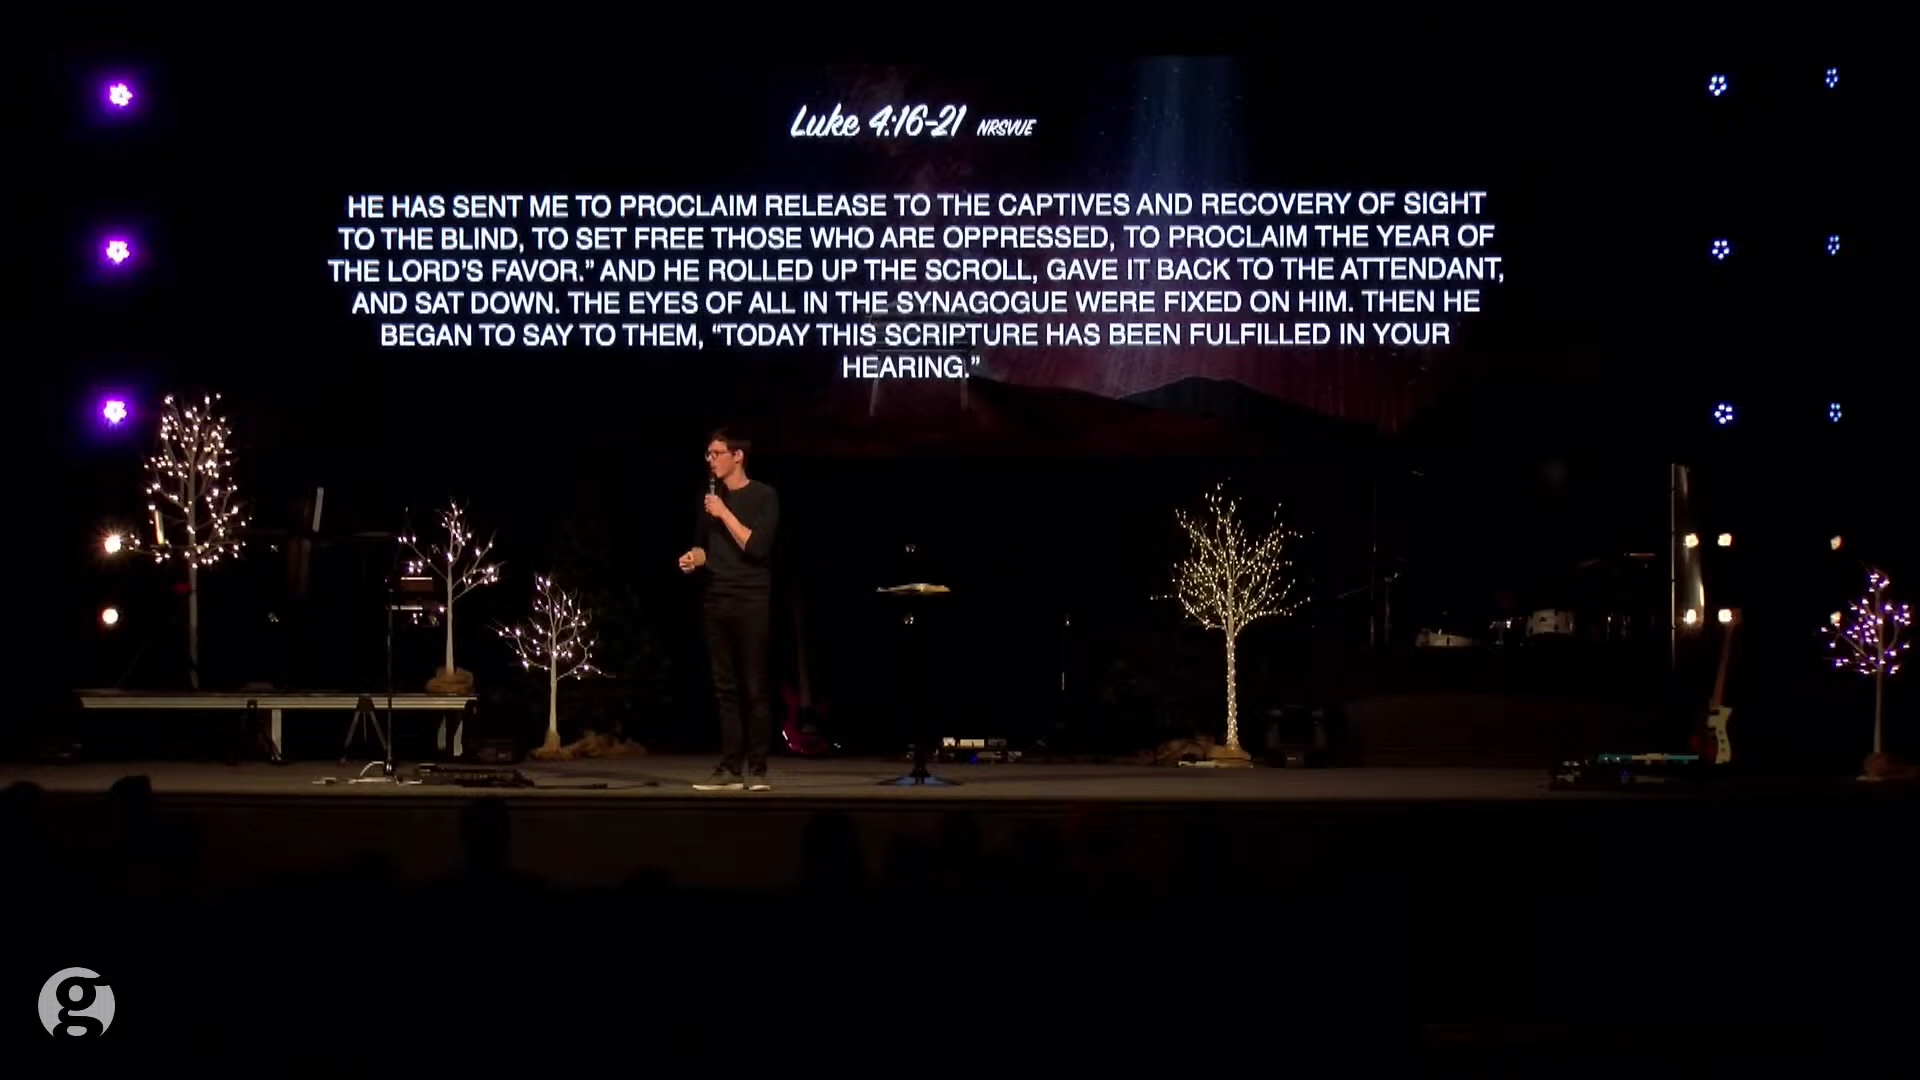 Luke 4:16-21 NRSVUE
HE HAS SENT ME TO PROCLAIM RELEASE TO THE CAPTIVES AND RECOVERY OF SIGHT
TO THE BLIND, TO SET FREE THOSE WHO ARE OPPRESSED, TO PROCLAIM THE YEAR OF
THE LORD'S FAVOR.” AND HE ROLLED UP THE SCROLL, GAVE IT BACK TO THE ATTENDANT,
AND SAT DOWN. THE EYES OF ALL IN THE SYNAGOGUE WERE FIXED ON HIM. THEN HE
BEGAN TO SAY TO THEM, “TODAY THIS SCRIPTURE HAS BEEN FULFILLED IN YOUR
HEARING.”
g